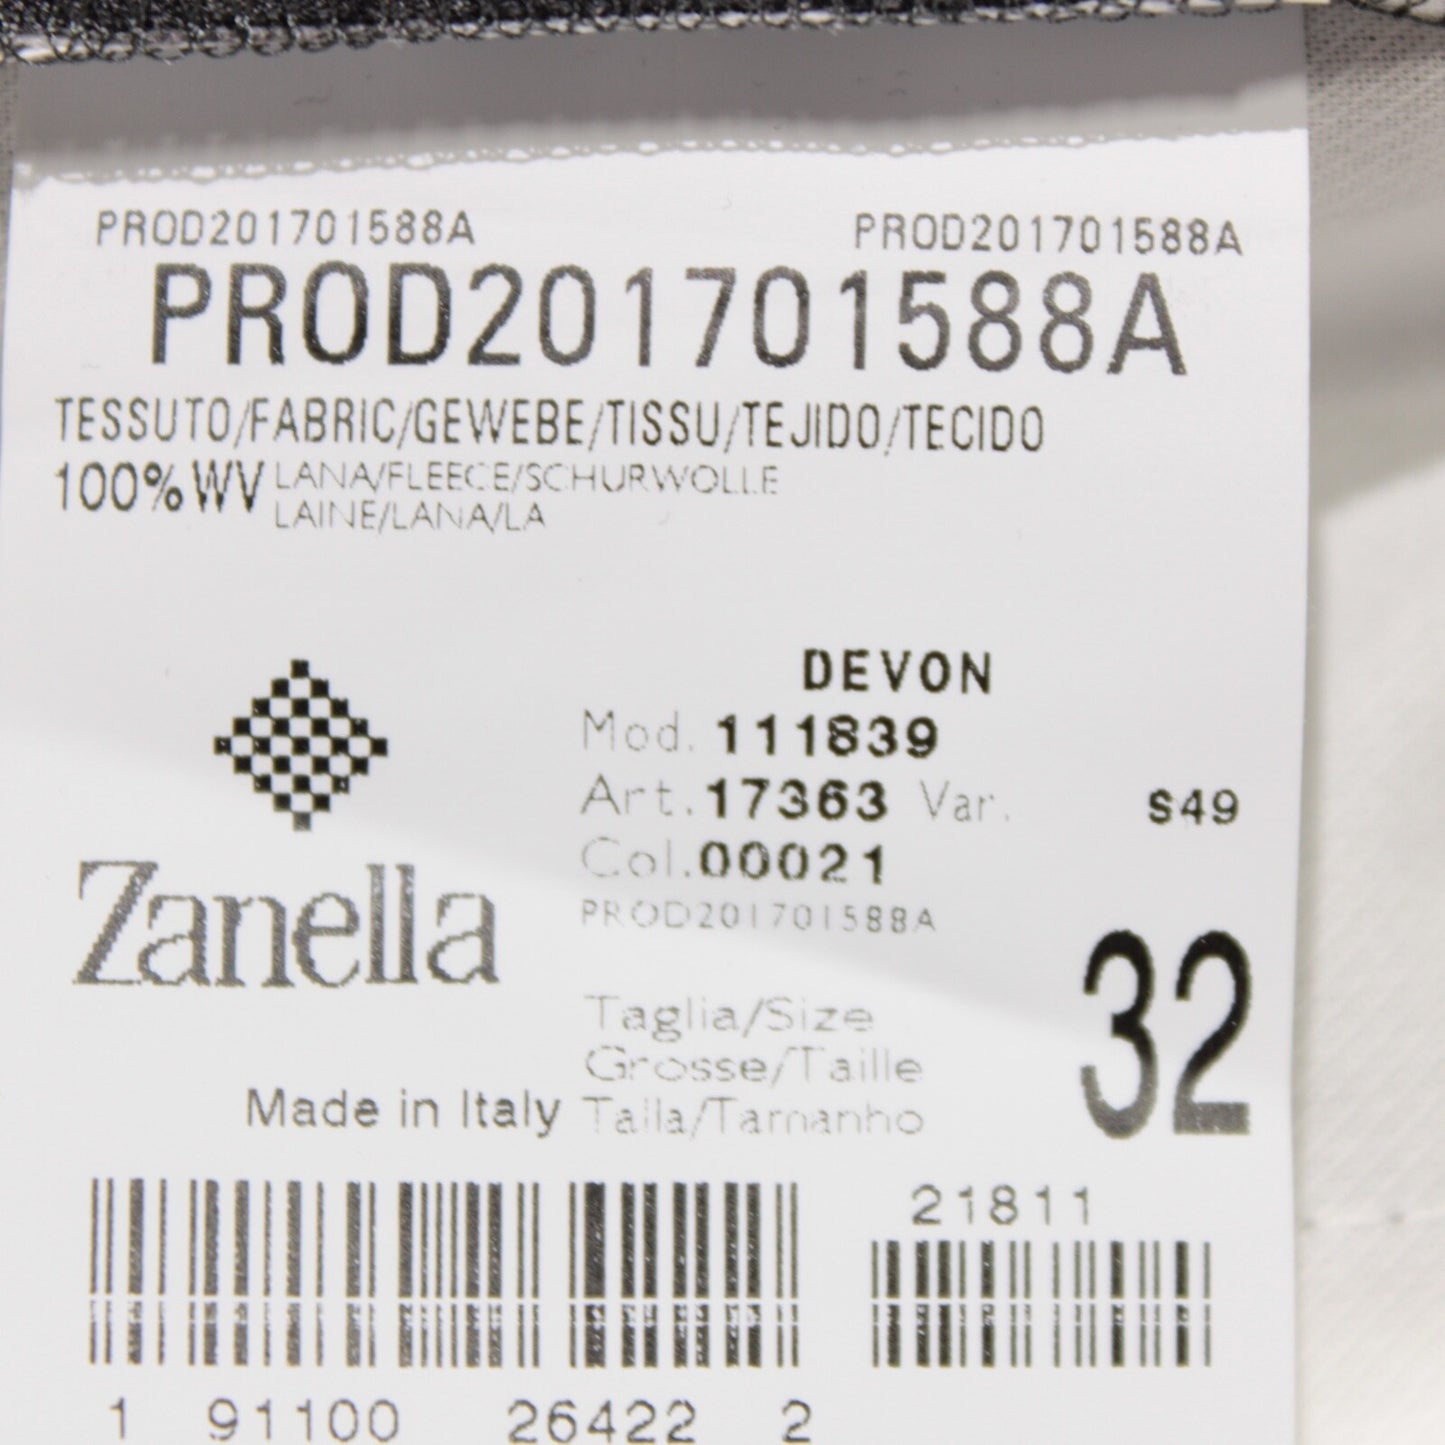 PROD201701588A PROD201701588A
PROD201701588A
TESSUTO/FABRIC/GEWEBE/TISSU/TEJIDO/TECIDO
100% WV LANA/FLEECE/SCHURWOLLE
LAINE/LANA/LA
DEVON
Mod. 111839
Art. 17363 Var. S49
Col. 00021
PROD201701588A
Zanella
32
Taglia/Size
Grosse/Taille
Made in Italy Talla/Tamanho
21811
1 91100 26422 2